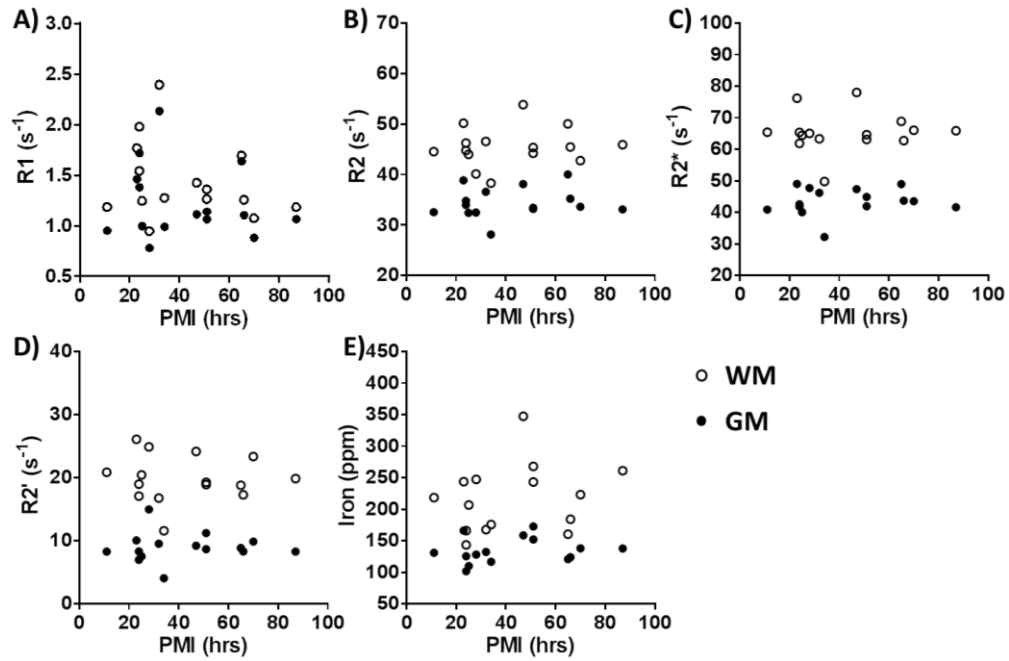 A)
3.0
2.5
2.0
1.5
1.0
0.5
R1 (s⁻¹)
0 20 40 60 80 100
PMI (hrs)
B)
70
60
50
40
30
20
R2 (s⁻¹)
0 20 40 60 80 100
PMI (hrs)
C)
100
90
80
70
60
50
40
30
20
R2* (s⁻¹)
0 20 40 60 80 100
PMI (hrs)
D)
40
30
20
10
0
R2' (s⁻¹)
0 20 40 60 80 100
PMI (hrs)
E)
450
400
350
300
250
200
150
100
50
Iron (ppm)
0 20 40 60 80 100
PMI (hrs)
WM
GM